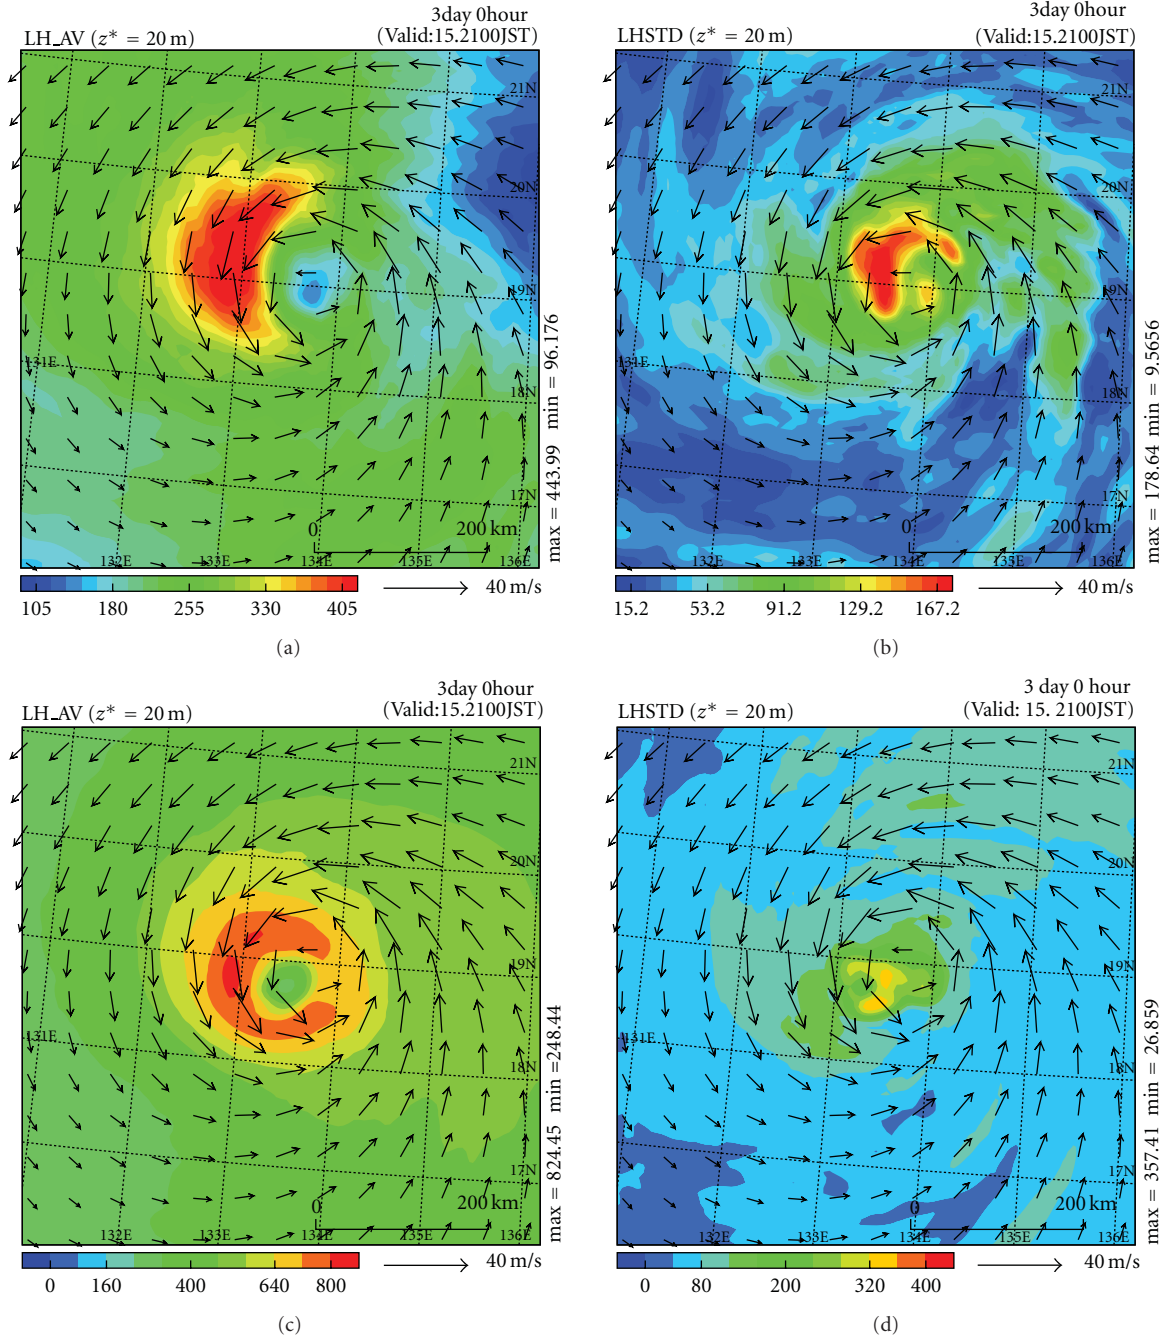 LH_AV (z* = 20 m)
3day 0hour
(Valid:15.2100JST)
21N
20N
19N
18N
17N
131E
132E
133E
134E
135E
136E
0
200 km
max = 443.99 min = 96.176
105 180 255 330 405
40 m/s
(a)
LHSTD (z* = 20 m)
3day 0hour
(Valid:15.2100JST)
21N
20N
19N
18N
17N
131E
132E
133E
134E
135E
136E
0
200 km
max = 178.64 min = 9.5656
15.2 53.2 91.2 129.2 167.2
40 m/s
(b)
LH_AV (z* = 20 m)
3day 0hour
(Valid:15.2100JST)
21N
20N
19N
18N
17N
131E
132E
133E
134E
135E
136E
0
200 km
max = 824.45 min =248.44
0 160 400 640 800
40 m/s
(c)
LHSTD (z* = 20 m)
3 day 0 hour
(Valid: 15. 2100JST)
21N
20N
19N
18N
17N
131E
132E
133E
134E
135E
136E
0
200 km
max = 357.41 min = 26.859
0 80 200 320 400
40 m/s
(d)